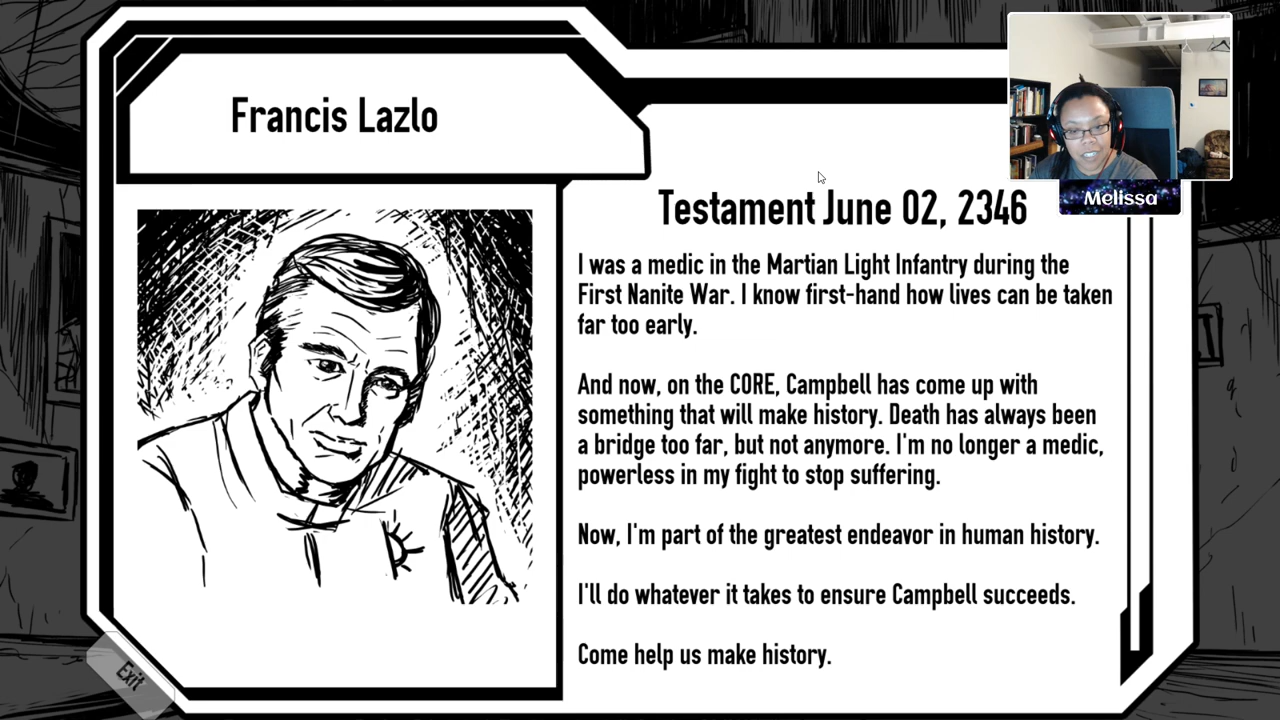 Francis Lazlo
Melissa
Testament June 02, 2346
I was a medic in the Martian Light Infantry during the
First Nanite War. I know first-hand how lives can be taken
far too early.
And now, on the CORE, Campbell has come up with
something that will make history. Death has always been
a bridge too far, but not anymore. I'm no longer a medic,
powerless in my fight to stop suffering.
Now, I'm part of the greatest endeavor in human history.
I'll do whatever it takes to ensure Campbell succeeds.
Come help us make history.
Exit